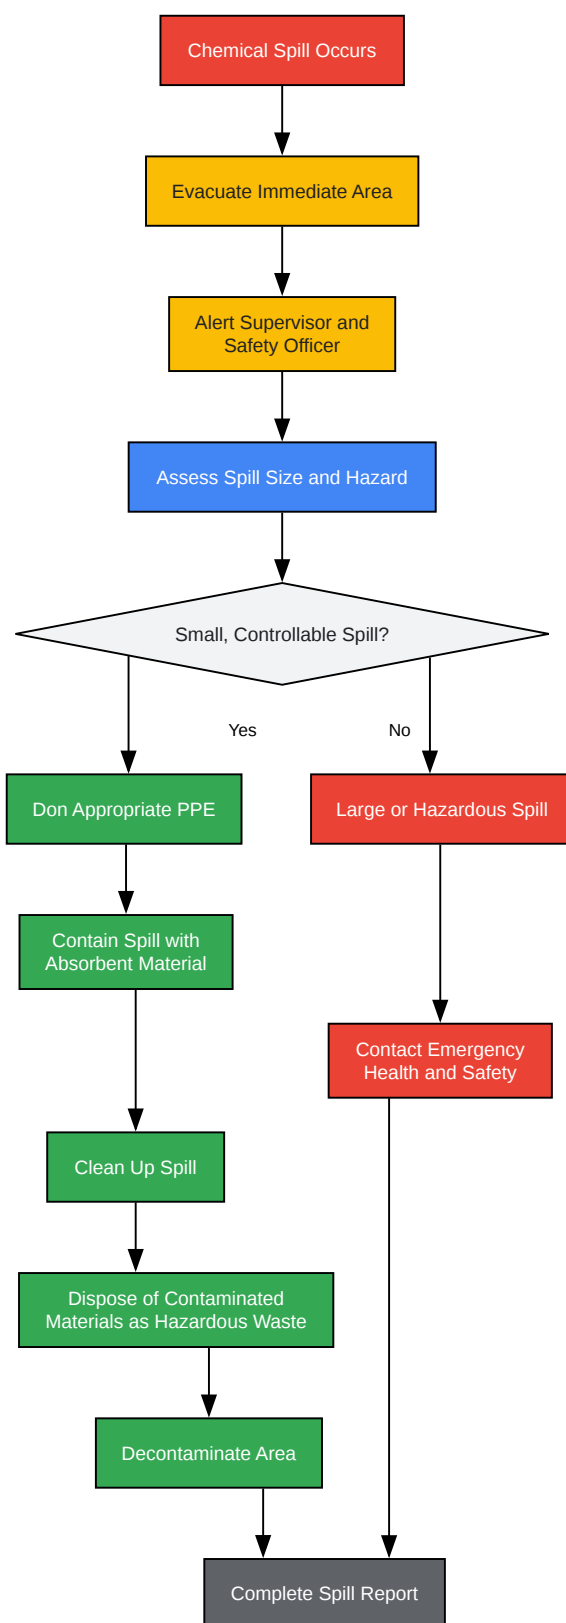 Chemical Spill Occurs
Evacuate Immediate Area
Alert Supervisor and
Safety Officer
Assess Spill Size and Hazard
Small, Controllable Spill?
Yes
No
Don Appropriate PPE
Large or Hazardous Spill
Contain Spill with
Absorbent Material
Contact Emergency
Health and Safety
Clean Up Spill
Dispose of Contaminated
Materials as Hazardous Waste
Decontaminate Area
Complete Spill Report